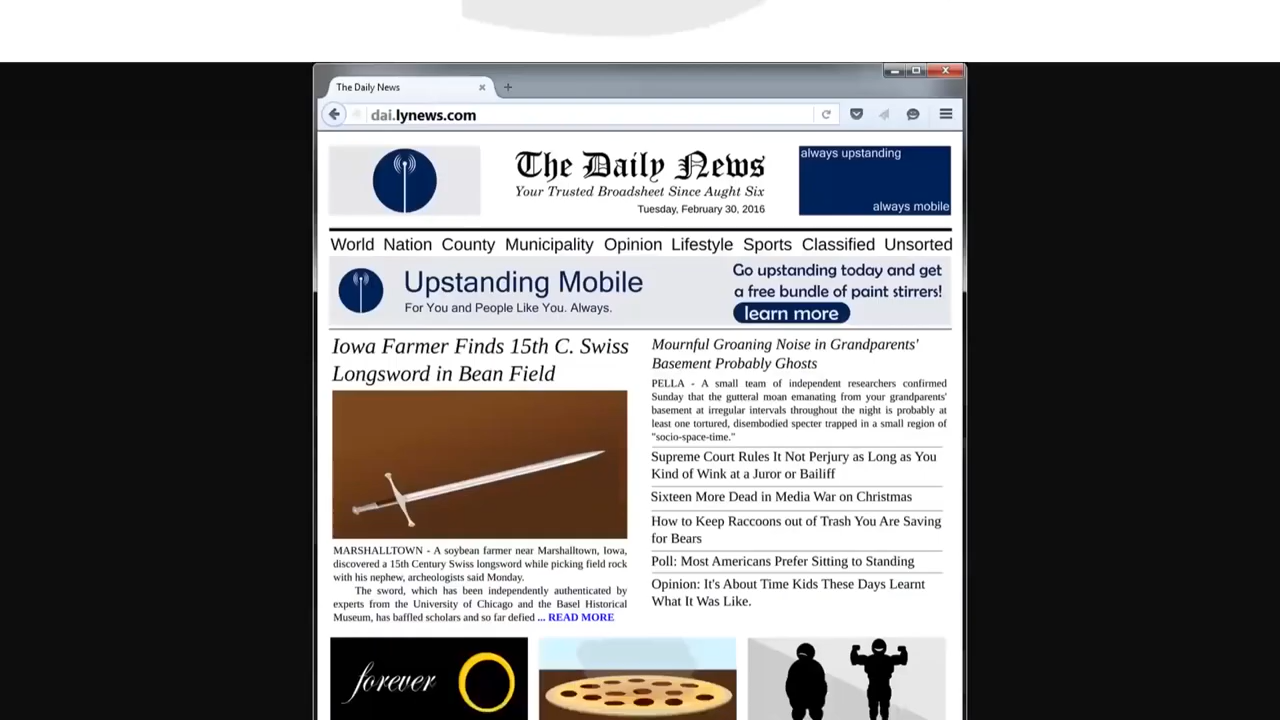 The Daily News
dai.lynews.com
The Daily News
Your Trusted Broadsheet Since Aught Six
Tuesday, February 30, 2016
always upstanding
always mobile
World Nation County Municipality Opinion Lifestyle Sports Classified Unsorted
Upstanding Mobile
For You and People Like You. Always.
Go upstanding today and get
a free bundle of paint stirrers!
learn more
Iowa Farmer Finds 15th C. Swiss
Longsword in Bean Field
MARSHALLTOWN - A soybean farmer near Marshalltown, Iowa,
discovered a 15th Century Swiss longsword while picking field rock
with his nephew, archeologists said Monday.
The sword, which has been independently authenticated by
experts from the University of Chicago and the Basel Historical
Museum, has baffled scholars and so far defied ... READ MORE
Mournful Groaning Noise in Grandparents'
Basement Probably Ghosts
PELLA - A small team of independent researchers confirmed
Sunday that the gutteral moan emanating from your grandparents'
basement at irregular intervals throughout the night is probably at
least one tortured, disembodied specter trapped in a small region of
"socio-space-time."
Supreme Court Rules It Not Perjury as Long as You
Kind of Wink at a Juror or Bailiff
Sixteen More Dead in Media War on Christmas
How to Keep Raccoons out of Trash You Are Saving
for Bears
Poll: Most Americans Prefer Sitting to Standing
Opinion: It's About Time Kids These Days Learnt
What It Was Like.
forever